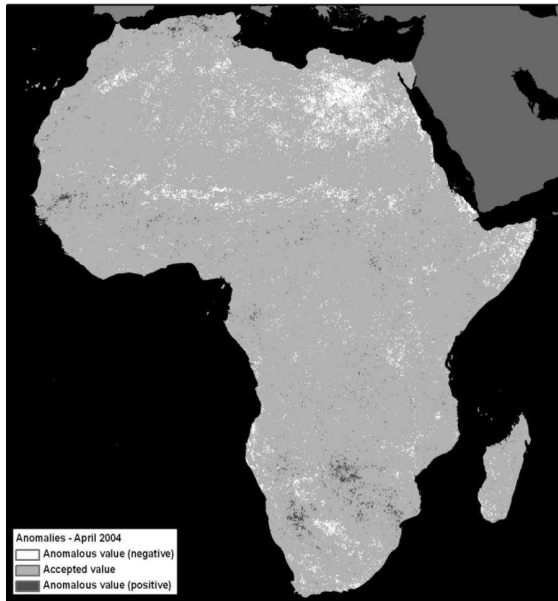 Anomalies - April 2004
Anomalous value (negative)
Accepted value
Anomalous value (positive)